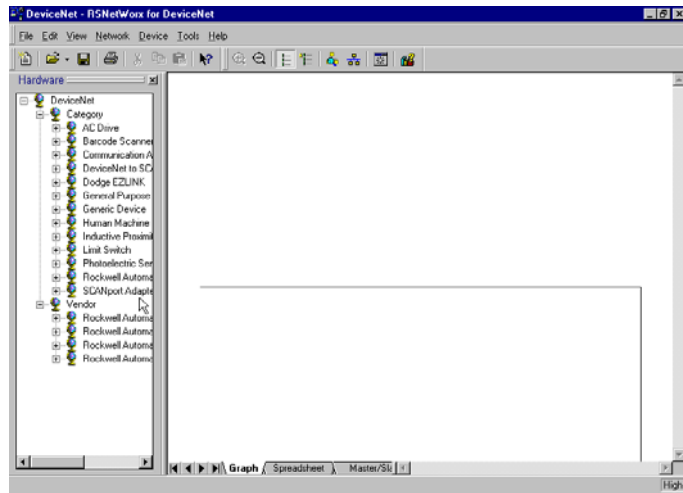 DeviceNet - RSNetWorx for DeviceNet
File Edit View Network Device Tools Help
Hardware
DeviceNet
Category
AC Drive
Barcode Scanner
Communication A
DeviceNet to SCA
Dodge EZLINK
General Purpose
Generic Device
Human Machine
Inductive Proximi
Limit Switch
Photoelectric Sen
Rockwell Automa
SCANport Adapte
Vendor
Rockwell Automa
Rockwell Automa
Rockwell Automa
Rockwell Automa
Graph Spreadsheet Master/Sla
High